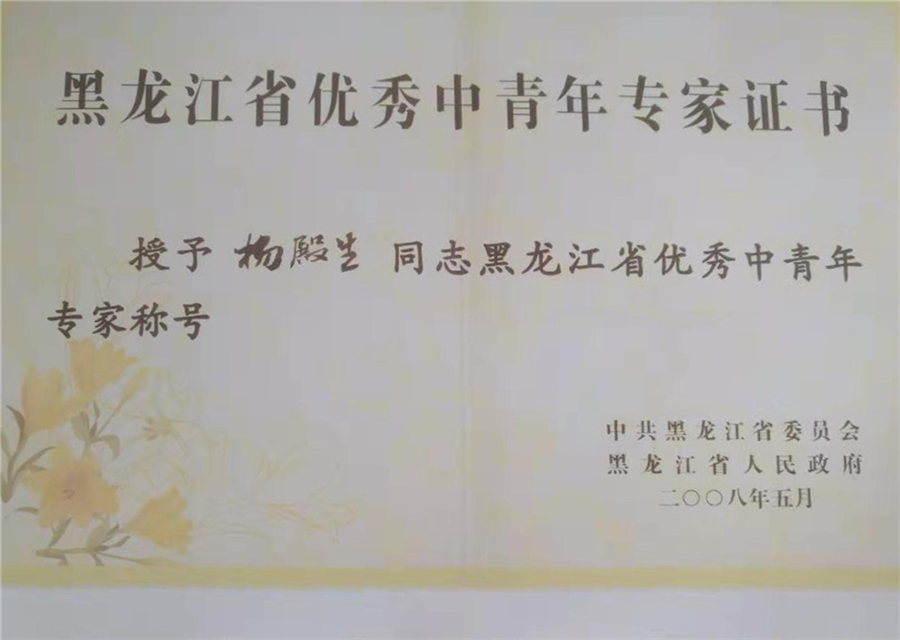 黑龙江省优秀中青年专家证书
授予 杨殿生 同志黑龙江省优秀中青年
专家称号
中共黑龙江省委员会
黑龙江省人民政府
二〇〇八年五月